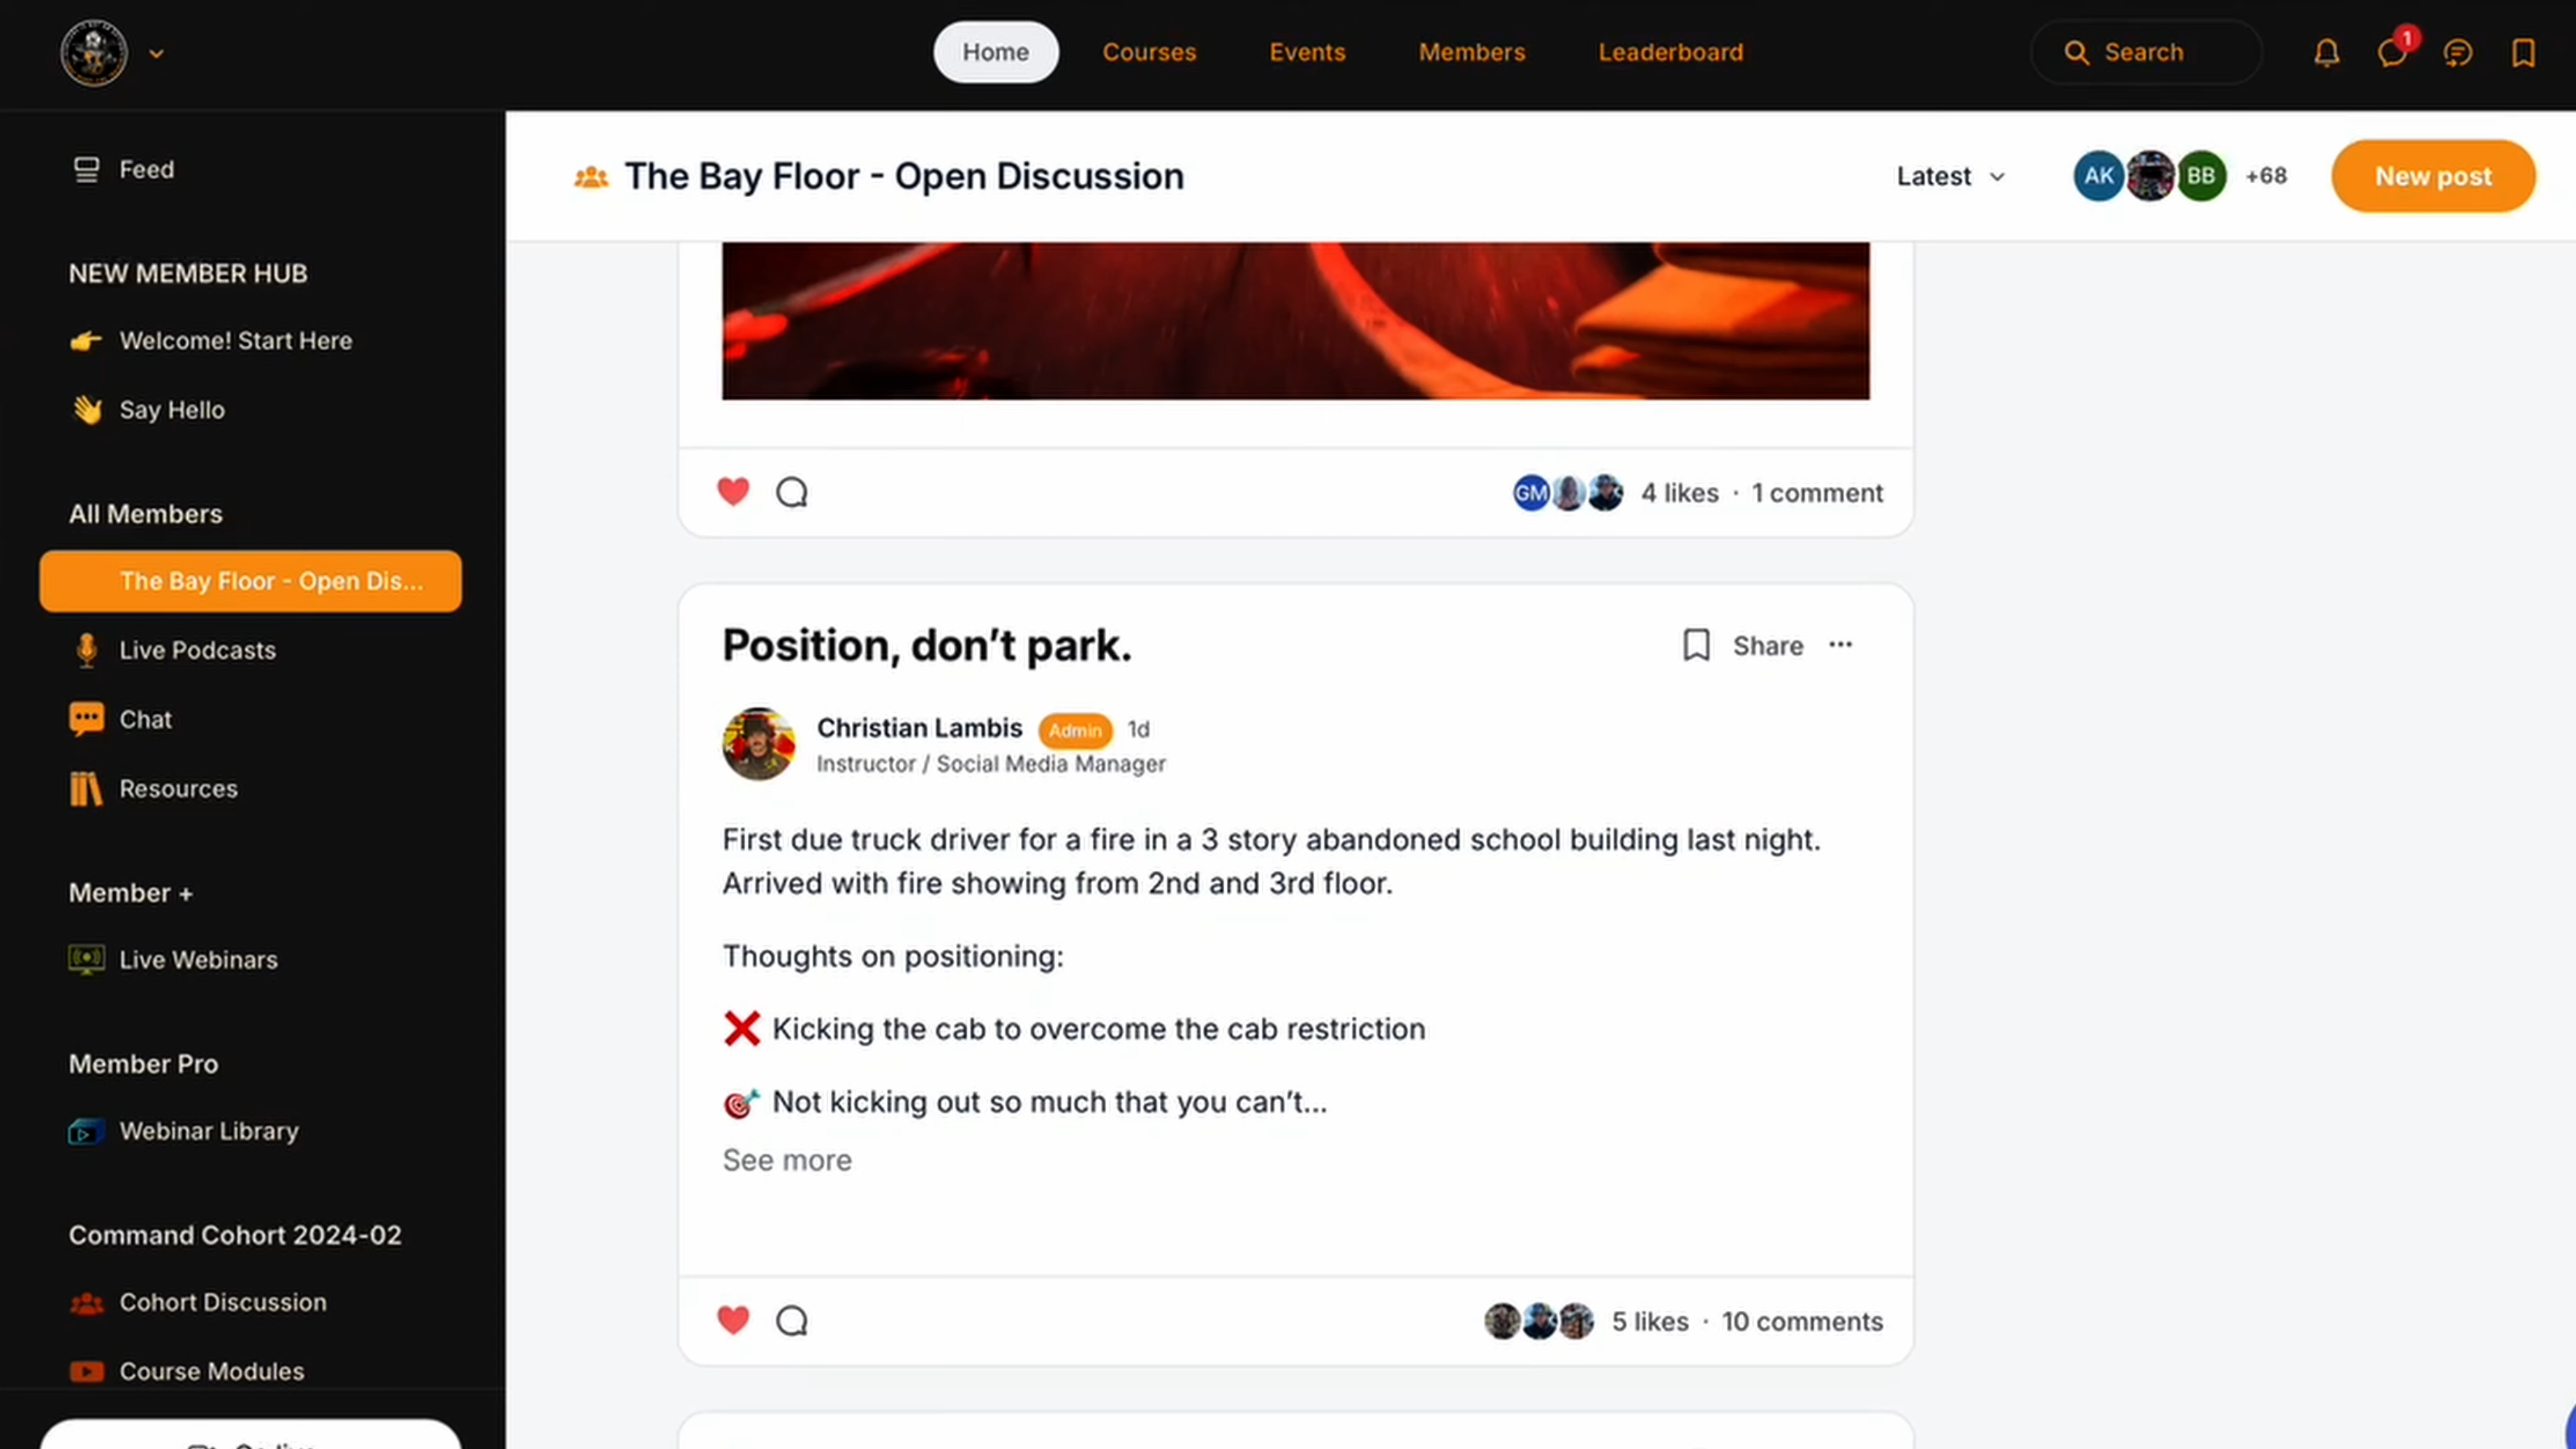 Home
Courses
Events
Members
Leaderboard
Search
1
Feed
NEW MEMBER HUB
Welcome! Start Here
Say Hello
All Members
The Bay Floor - Open Dis...
Live Podcasts
Chat
Resources
Member +
Live Webinars
Member Pro
Webinar Library
Command Cohort 2024-02
Cohort Discussion
Course Modules
The Bay Floor - Open Discussion
Latest
AK
BB
+68
New post
GM
4 likes · 1 comment
Position, don’t park.
Share
Christian Lambis Admin 1d
Instructor / Social Media Manager
First due truck driver for a fire in a 3 story abandoned school building last night.
Arrived with fire showing from 2nd and 3rd floor.
Thoughts on positioning:
❌ Kicking the cab to overcome the cab restriction
🎯 Not kicking out so much that you can’t...
See more
5 likes · 10 comments